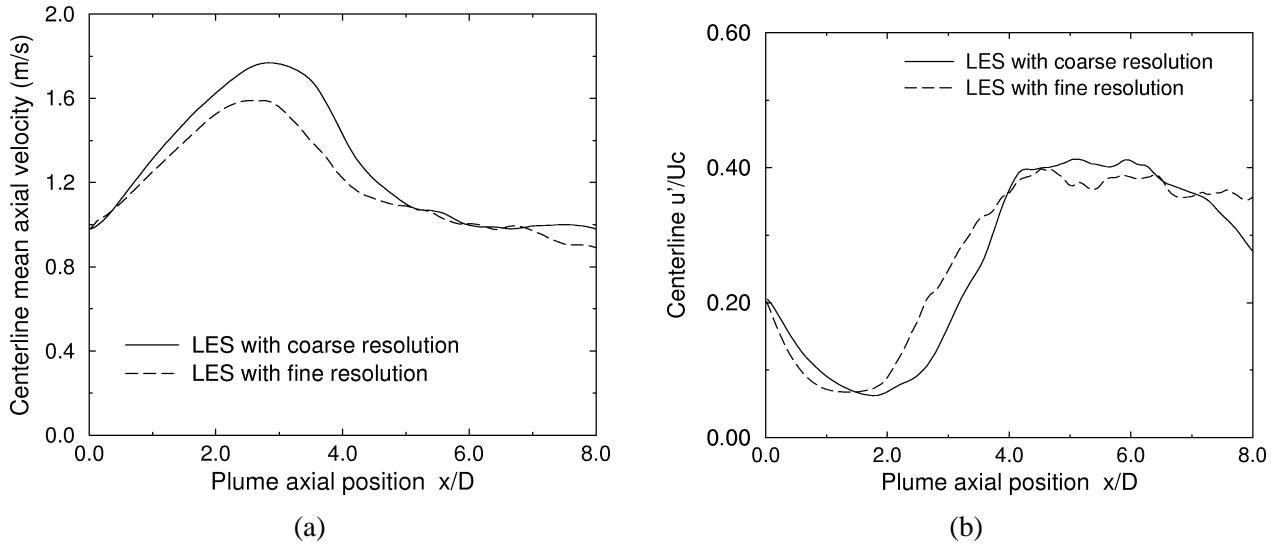 2.0
1.6
1.2
0.8
0.4
0.0
Centerline mean axial velocity (m/s)
LES with coarse resolution
LES with fine resolution
0.0 2.0 4.0 6.0 8.0
Plume axial position x/D
(a)
0.60
0.40
0.20
0.00
Centerline u'/Uc
LES with coarse resolution
LES with fine resolution
0.0 2.0 4.0 6.0 8.0
Plume axial position x/D
(b)